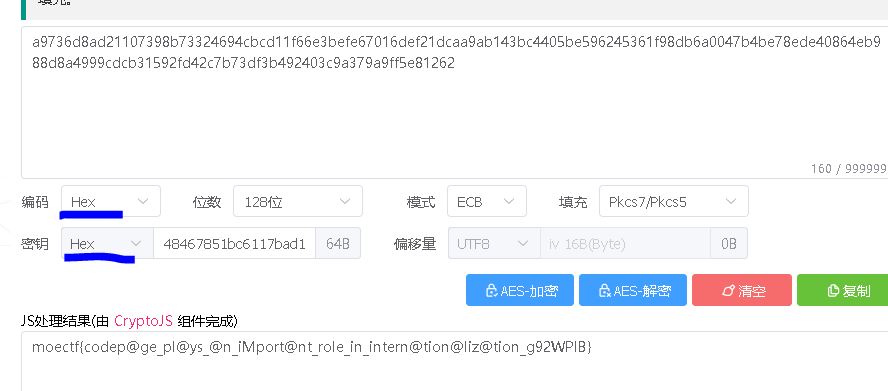 填充。
a9736d8ad21107398b73324694cbcd11f66e3befe67016def21dcaa9ab143bc4405be596245361f98db6a0047b4be78ede40864eb9
88d8a4999cdcb31592fd42c7b73df3b492403c9a379a9ff5e81262
160 / 999999
编码 Hex 位数 128位 模式 ECB 填充 Pkcs7/Pkcs5
密钥 Hex 48467851bc6117bad1 64B 偏移量 UTF8 iv 16B(Byte) 0B
AES-加密 AES-解密 清空 复制
JS处理结果(由 CryptoJS 组件完成)
moectf{codep@ge_pl@ys_@n_iMport@nt_role_in_intern@tion@liz@tion_g92WPIB}